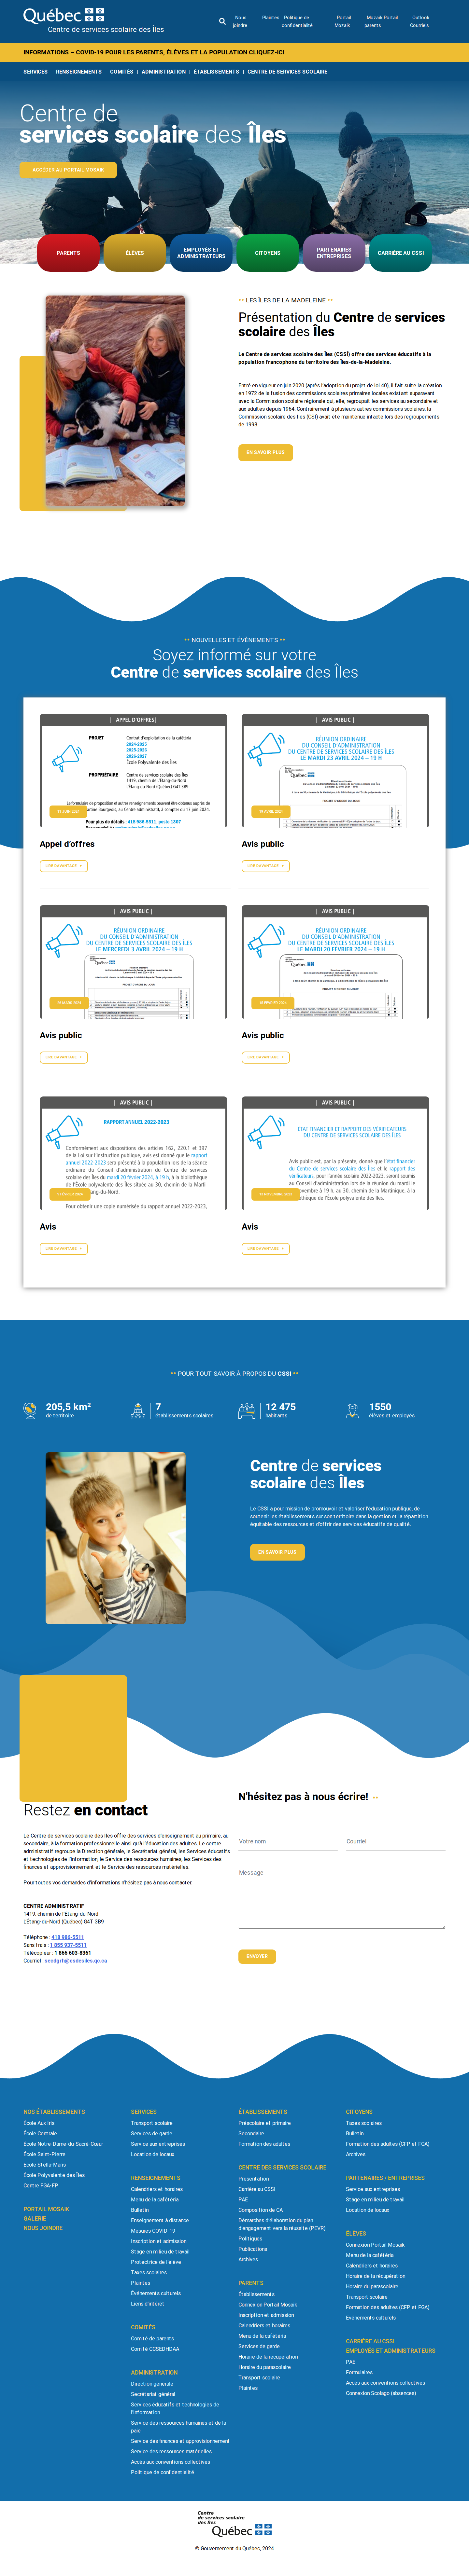 Québec
Centre de services scolaires des Îles
Nous joindre
Plaintes
Politique de confidentialité
Portail Mozaïk
Mozaïk Portail parents
Outlook Courriels
INFORMATIONS – COVID-19 POUR LES PARENTS, ÉLÈVES ET LA POPULATION CLIQUEZ-ICI
SERVICES | RENSEIGNEMENTS | COMITÉS | ADMINISTRATION | ÉTABLISSEMENTS | CENTRE DE SERVICES SCOLAIRE
Centre de
services scolaire des Îles
ACCÉDER AU PORTAIL MOSAIK
PARENTS
ÉLÈVES
EMPLOYÉS ET
ADMINISTRATEURS
CITOYENS
PARTENAIRES
ENTREPRISES
CARRIÈRE AU CSSI
LES ÎLES DE LA MADELEINE
Présentation du Centre de services
scolaire des Îles
Le Centre de services scolaire des Îles (CSSÎ) offre des services éducatifs à la
population francophone du territoire des Îles-de-la-Madeleine.
Entré en vigueur en juin 2020 (après l'adoption du projet de loi 40), il fait suite la création
en 1972 de la fusion des commissions scolaires primaires locales existant auparavant
avec la Commission scolaire régionale qui, elle, regroupait les services au secondaire et
aux adultes depuis 1964. Contrairement à plusieurs autres commissions scolaires, la
Commission scolaire des Îles (CSÎ) avait été maintenue intacte lors des regroupements
de 1998.
EN SAVOIR PLUS
NOUVELLES ET ÉVÈNEMENTS
Soyez informé sur votre
Centre de services scolaire des Îles
| APPEL D'OFFRES |
PROJET
Contrat d'exploitation de la cafétéria
2024-2025
2025-2026
2026-2027
École Polyvalente des Îles
PROPRIÉTAIRE
Centre de services scolaire des Îles
1419, chemin de l'Étang-du-Nord
L'Étang-du-Nord (Québec) G4T 3B9
Pour plus de détails : 418 986-5511, poste 1307
Appel d'offres
LIRE DAVANTAGE
| AVIS PUBLIC |
RÉUNION ORDINAIRE
DU CONSEIL D'ADMINISTRATION
DU CENTRE DE SERVICES SCOLAIRE DES ÎLES
LE MARDI 23 AVRIL 2024 – 19 H
Avis public
LIRE DAVANTAGE
| AVIS PUBLIC |
RÉUNION ORDINAIRE
DU CONSEIL D'ADMINISTRATION
DU CENTRE DE SERVICES SCOLAIRE DES ÎLES
LE MERCREDI 3 AVRIL 2024 – 19 H
Avis public
LIRE DAVANTAGE
| AVIS PUBLIC |
RÉUNION ORDINAIRE
DU CONSEIL D'ADMINISTRATION
DU CENTRE DE SERVICES SCOLAIRE DES ÎLES
LE MARDI 20 FÉVRIER 2024 – 19 H
Avis public
LIRE DAVANTAGE
| AVIS PUBLIC |
RAPPORT ANNUEL 2022-2023
Conformément aux dispositions des articles 162, 220.1 et 397
de la Loi sur l'instruction publique, avis est donné que le rapport
annuel 2022-2023 sera présenté à la population lors de la séance
ordinaire du Conseil d'administration du Centre de services
scolaire des Îles du mardi 20 février 2024, à 19 h, à la bibliothèque
de l'École polyvalente des Îles située au 30, chemin de la Marti-
Étang-du-Nord.
Pour obtenir une copie numérique du rapport annuel 2022-2023,
Avis
LIRE DAVANTAGE
| AVIS PUBLIC |
ÉTAT FINANCIER ET RAPPORT DES VÉRIFICATEURS
DU CENTRE DE SERVICES SCOLAIRE DES ÎLES
Avis public est, par la présente, donné que l'état financier
du Centre de services scolaire des Îles et le rapport des
vérificateurs, pour l'année scolaire 2022-2023, seront soumis
au Conseil d'administration lors de la réunion du mardi
à 19 h, au 30, chemin de la Martinique, à la
bibliothèque de l'École polyvalente des Îles.
Avis
LIRE DAVANTAGE
POUR TOUT SAVOIR À PROPOS DU CSSI
205,5 km²
de territoire
7
établissements scolaires
12 475
habitants
1550
élèves et employés
Centre de services
scolaire des Îles
Le CSSI a pour mission de promouvoir et valoriser l'éducation publique, de
soutenir les établissements sur son territoire dans la gestion et la répartition
équitable des ressources et d'offrir des services éducatifs de qualité.
EN SAVOIR PLUS
Restez en contact
Le Centre de services scolaire des Îles offre des services d'enseignement au primaire, au
secondaire, à la formation professionnelle ainsi qu'à l'éducation des adultes. Le centre
administratif regroupe la Direction générale, le Secrétariat général, les Services éducatifs
et technologies de l'information, le Service des ressources humaines, les Services des
finances et approvisionnement et le Service des ressources matérielles.
Pour toutes vos demandes d'informations n'hésitez pas à nous contacter.
CENTRE ADMINISTRATIF
1419, chemin de l'Étang-du-Nord
L'Étang-du-Nord (Québec) G4T 3B9
Téléphone : 418 986-5511
Sans frais : 1 855 937-5511
Télécopieur : 1 866 603-8361
Courriel : secdgrh@csdesiles.qc.ca
N'hésitez pas à nous écrire!
Votre nom
Courriel
Message
ENVOYER
NOS ÉTABLISSEMENTS
École Aux Iris
École Centrale
École Notre-Dame-du-Sacré-Cœur
École Saint-Pierre
École Stella-Maris
École Polyvalente des Îles
Centre FGA-FP
PORTAIL MOSAIK
GALERIE
NOUS JOINDRE
SERVICES
Transport scolaire
Services de garde
Service aux entreprises
Location de locaux
RENSEIGNEMENTS
Calendriers et horaires
Menu de la cafétéria
Bulletin
Enseignement à distance
Mesures COVID-19
Inscription et admission
Stage en milieu de travail
Protectrice de l'élève
Taxes scolaires
Plaintes
Événements culturels
Liens d'intérêt
COMITÉS
Comité de parents
Comité CCSEDHDAA
ADMINISTRATION
Direction générale
Secrétariat général
Services éducatifs et technologies de
l'information
Service des ressources humaines et de la
paie
Service des finances et approvisionnement
Service des ressources matérielles
Accès aux conventions collectives
Politique de confidentialité
ÉTABLISSEMENTS
Préscolaire et primaire
Secondaire
Formation des adultes
CENTRE DES SERVICES SCOLAIRE
Présentation
Carrière au CSSI
PAE
Composition de CA
Démarches d'élaboration du plan
d'engagement vers la réussite (PEVR)
Politiques
Publications
Archives
PARENTS
Établissements
Connexion Portail Mosaik
Inscription et admission
Calendriers et horaires
Menu de la cafétéria
Services de garde
Horaire de la récupération
Horaire du parascolaire
Transport scolaire
Plaintes
CITOYENS
Taxes scolaires
Bulletin
Formation des adultes (CFP et FGA)
Archives
PARTENAIRES / ENTREPRISES
Service aux entreprises
Stage en milieu de travail
Location de locaux
ÉLÈVES
Connexion Portail Mosaik
Menu de la cafétéria
Calendriers et horaires
Horaire de la récupération
Horaire du parascolaire
Transport scolaire
Formation des adultes (CFP et FGA)
Événements culturels
CARRIÈRE AU CSSI
EMPLOYÉS ET ADMINISTRATEURS
PAE
Formulaires
Accès aux conventions collectives
Connexion Scolago (absences)
Centre
de services scolaire
des Îles
Québec
© Gouvernement du Québec, 2024